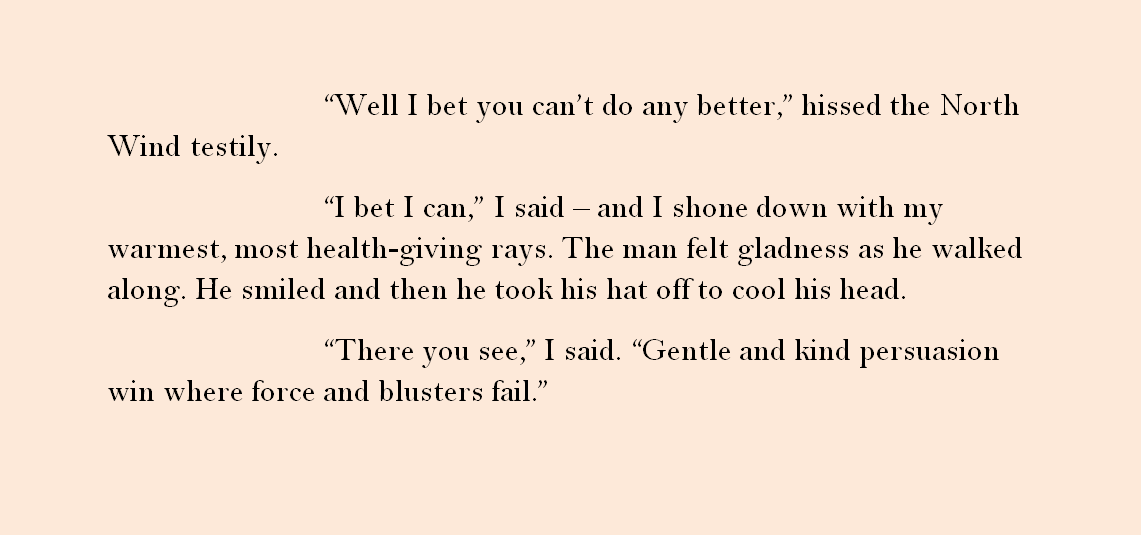 “Well I bet you can’t do any better,” hissed the North
Wind testily.
“I bet I can,” I said – and I shone down with my
warmest, most health-giving rays. The man felt gladness as he walked
along. He smiled and then he took his hat off to cool his head.
“There you see,” I said. “Gentle and kind persuasion
win where force and blusters fail.”